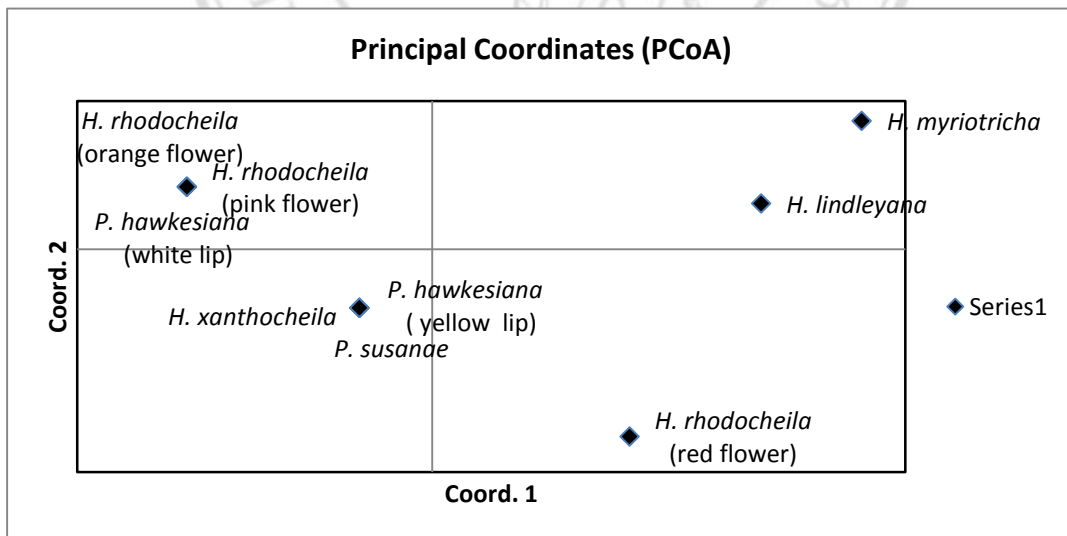 Principal Coordinates (PCoA)
H. rhodocheila
(orange flower)
H. rhodocheila
(pink flower)
P. hawkesiana
(white lip)
H. myriotricha
H. lindleyana
Coord. 2
P. hawkesiana
( yellow lip)
H. xanthocheila
P. susanae
Series1
H. rhodocheila
(red flower)
Coord. 1